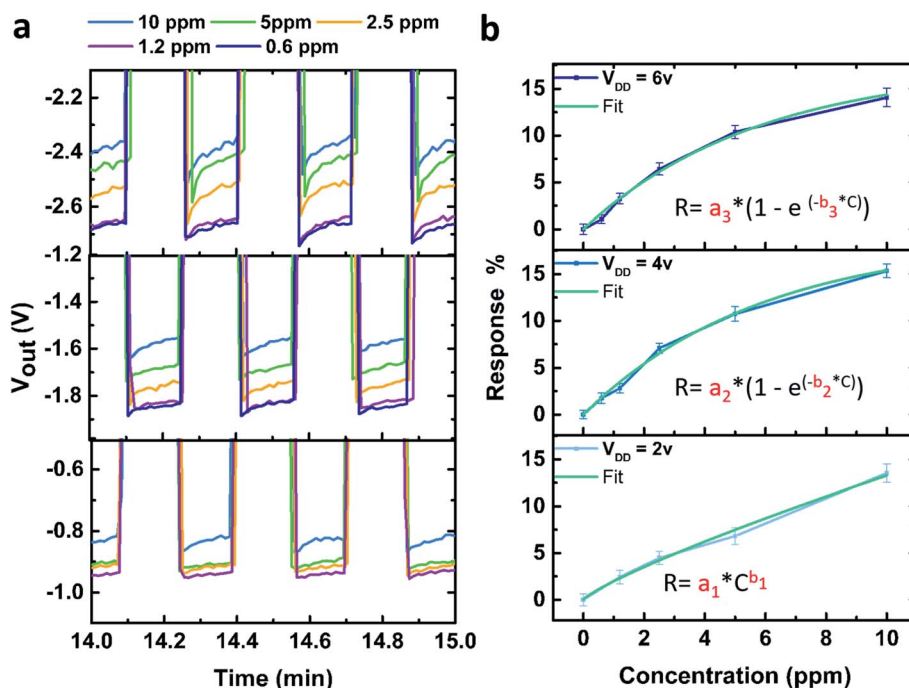 a
10 ppm 5ppm 2.5 ppm
1.2 ppm 0.6 ppm
-2.2
-2.4
-2.6
-1.2
-1.4
-1.6
-1.8
-0.6
-0.8
-1.0
Vout (V)
14.0 14.2 14.4 14.6 14.8 15.0
Time (min)
b
V_DD = 6v
Fit
15
10
5
0
R= a₃*(1 - e^(-b₃*C))
V_DD = 4v
Fit
15
10
5
0
R= a₂*(1 - e^(-b₂*C))
V_DD = 2v
Fit
15
10
5
0
R= a₁*C^b₁
Response %
0 2 4 6 8 10
Concentration (ppm)